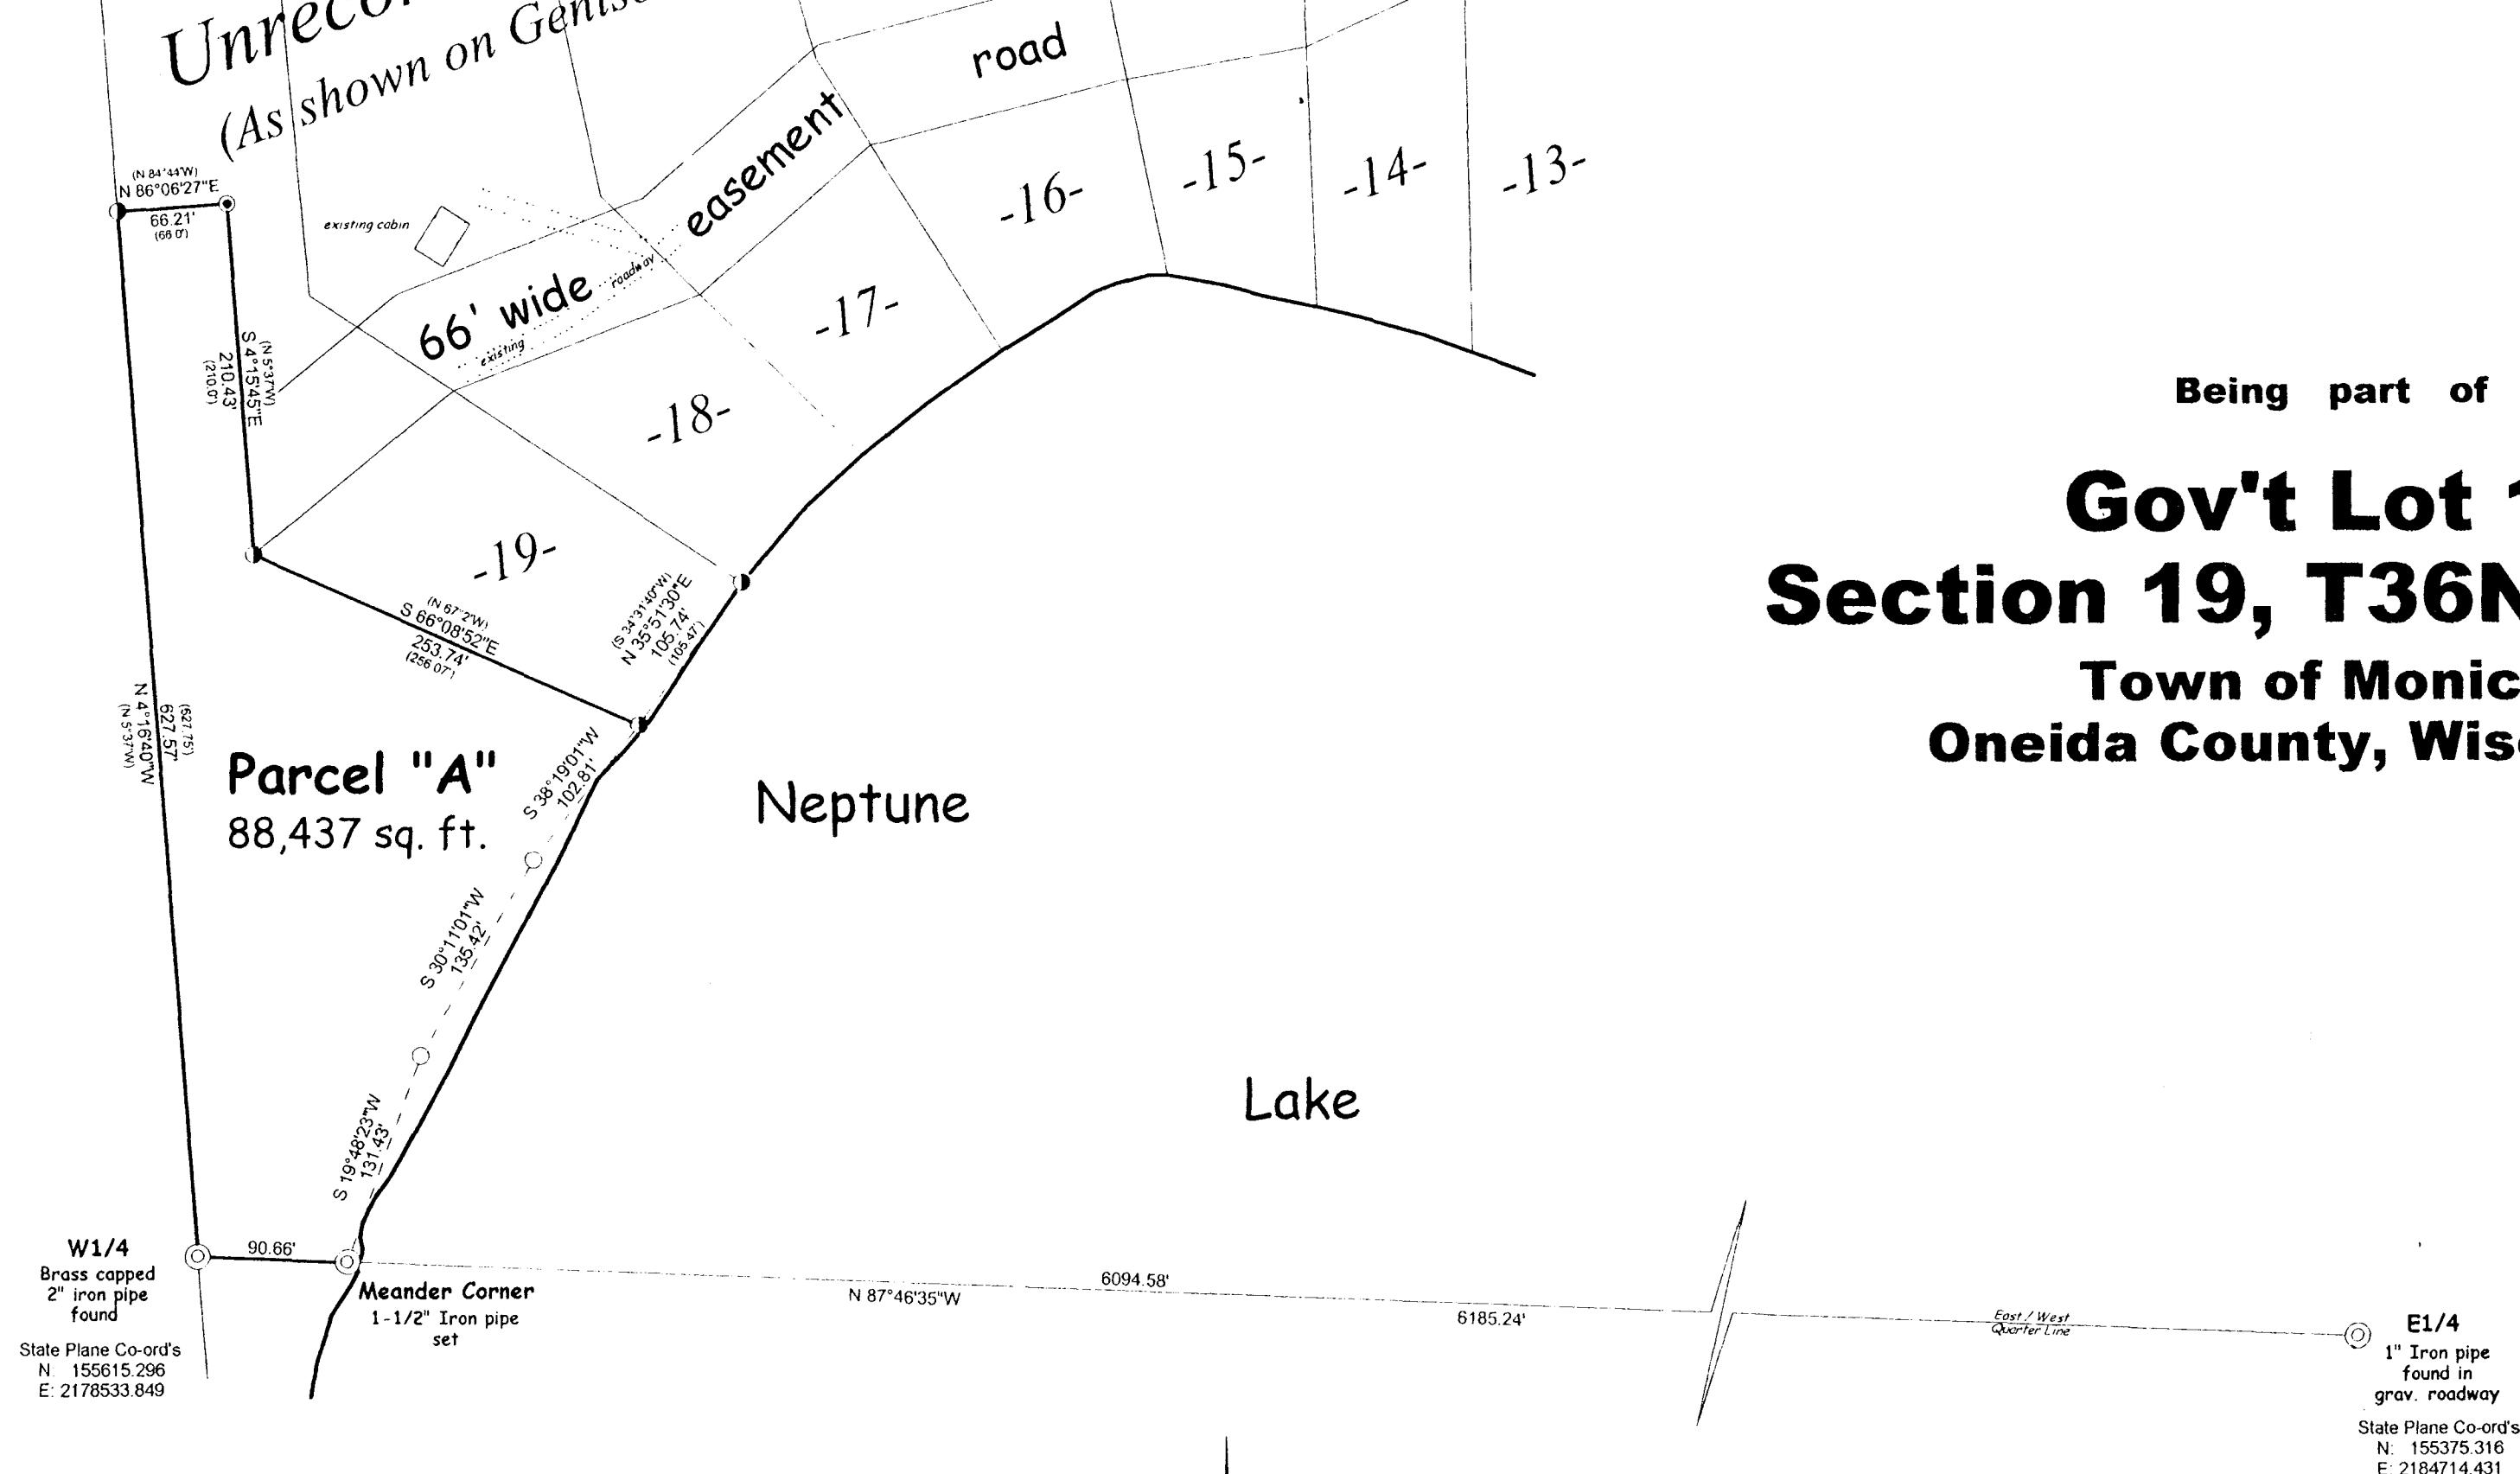 (As shown on
road
easement
66' wide
existing
roadway
existing cabin
-13-
-14-
-15-
-16-
-17-
-18-
-19-
(N 84°44'W)
N 86°06'27"E
66.21'
(66.0')
(N 5°37'W)
S 4°15'45"E
210.43'
(210.0')
(N 67°2'W)
S 66°08'52"E
253.74'
(256.07')
(S 34°31'40"W)
N 35°51'30"E
105.74'
(105.47')
(627.75')
627.57'
N 4°16'40"W
(N 5°37'W)
Parcel "A"
88,437 sq. ft.
S 38°19'01"W
102.81'
S 30°11'01"W
135.42'
S 19°48'23"W
131.43'
Neptune
Lake
Being part of
Gov't Lot
Section 19, T36N
Town of Monic
Oneida County, Wis
W1/4
Brass capped
2" iron pipe
found
State Plane Co-ord's
N: 155615.296
E: 2178533.849
90.66'
Meander Corner
1-1/2" Iron pipe
set
6094.58'
N 87°46'35"W
6185.24'
East / West
Quarter Line
E1/4
1" Iron pipe
found in
grav. roadway
State Plane Co-ord's
N: 155375.316
E: 2184714.431